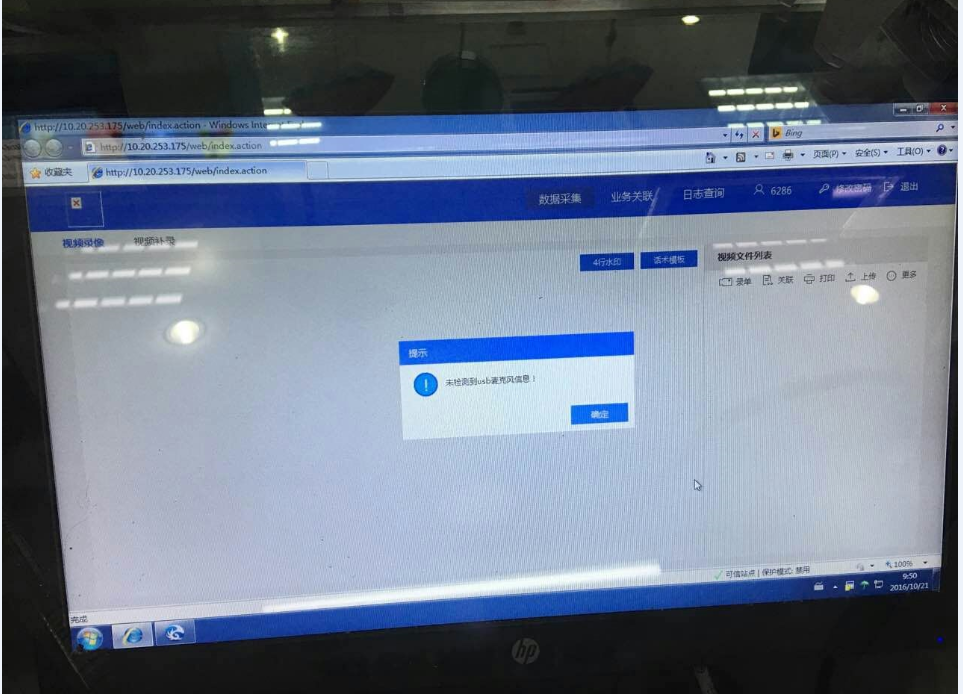 http://10.20.253.175/web/index.action - Windows Inte
http://10.20.253.175/web/index.action
Bing
收藏夹
http://10.20.253.175/web/index.action
页面(P)
安全(S)
工具(O)
数据采集
业务关联
日志查询
6286
修改密码
退出
视频录像
视频补录
4行水印
话术模板
视频文件列表
录单
关联
打印
上传
更多
提示
未检测到usb麦克风信息！
确定
完成
可信站点 | 保护模式: 禁用
100%
9:50
2016/10/21
hp